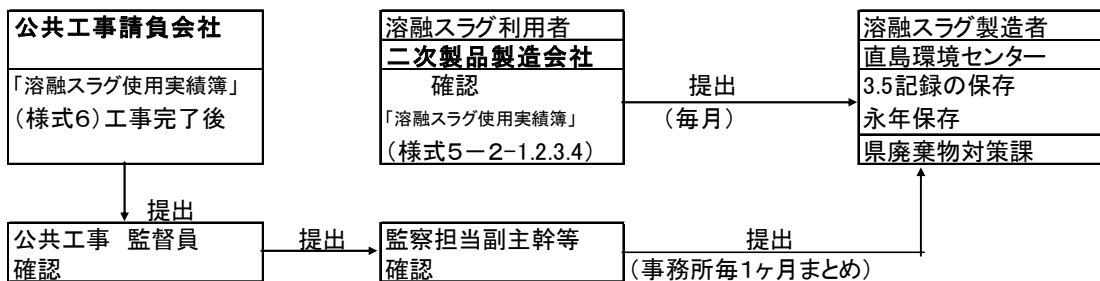 公共工事請負会社
「溶融スラグ使用実績簿」
(様式6)工事完了後
溶融スラグ利用者
二次製品製造会社
確認
「溶融スラグ使用実績簿」
(様式5-2-1.2.3.4)
提出
(毎月)
溶融スラグ製造者
直島環境センター
3.5記録の保存
永年保存
県廃棄物対策課
提出
公共工事 監督員
確認
提出
監察担当副主幹等
確認
提出
(事務所毎1ヶ月まとめ)